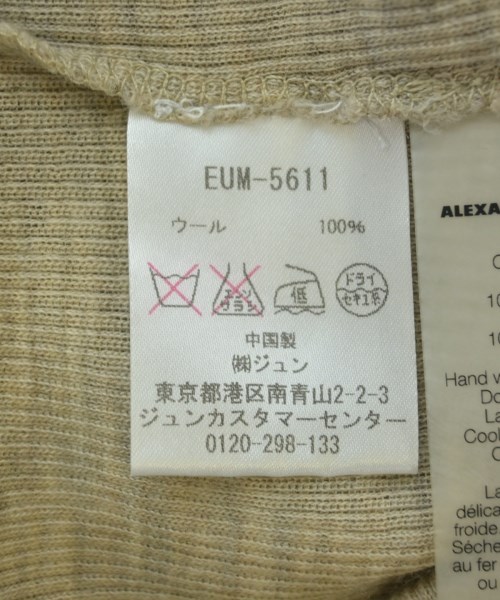 EUM-5611
ウール 100%
エンソ サラシ
低
ドライ
セキユ系
中国製
㈱ジュン
東京都港区南青山2-2-3
ジュンカスタマーセンター
0120-298-133
ALEXA
C
10
10
Hand w
Do
La
Cool
C
La
délica
froide
Séche
au fer
ou